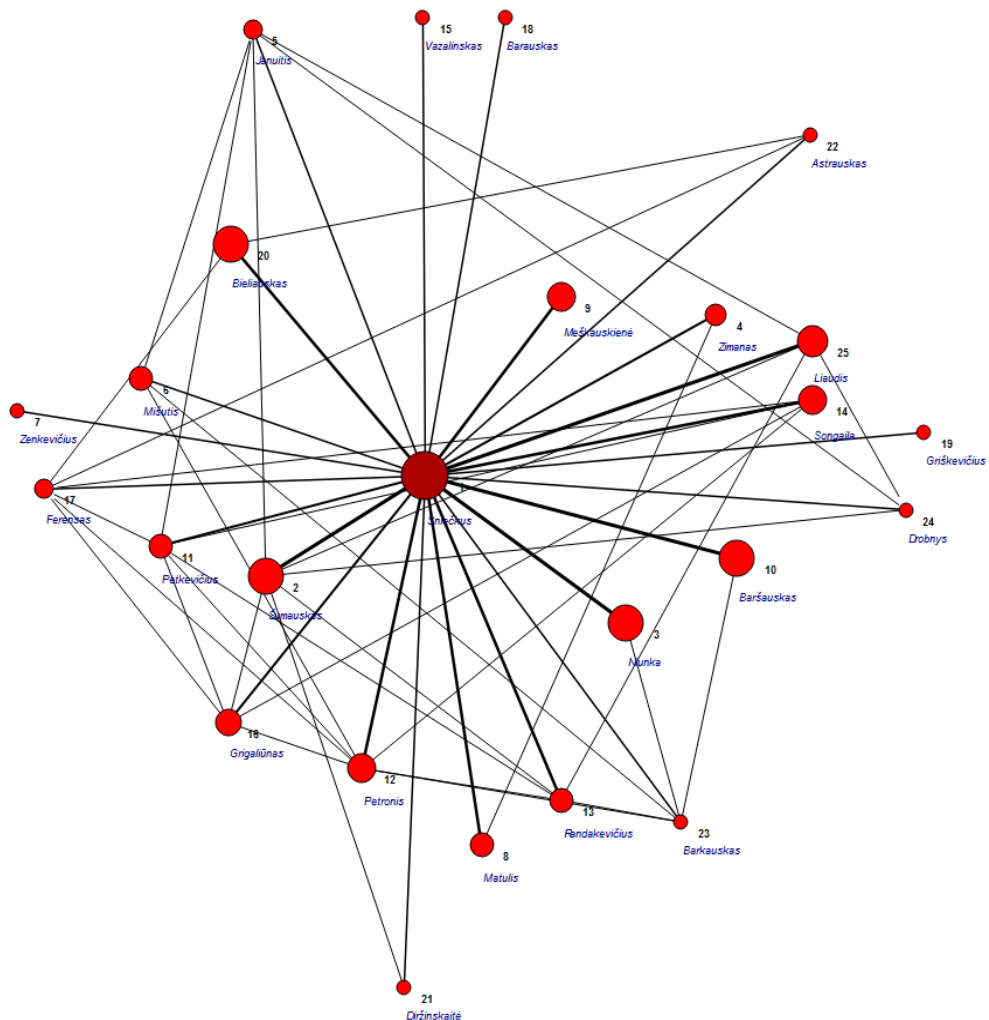 15
Vazalinskas
18
Barauskas
5
Januitis
22
Astrauskas
20
Bieliauskas
9
Meškauskienė
4
Zimanas
25
Liaudis
6
Mišutis
14
Songaila
7
Zenkevičius
19
Griškevičius
1
Sniečkus
17
Ferensas
24
Drobnys
11
Petkevičius
10
Baršauskas
2
Šumauskas
3
Niunka
16
Grigaliūnas
12
Petronis
13
Randakevičius
23
Barkauskas
8
Matulis
21
Diržinskaitė